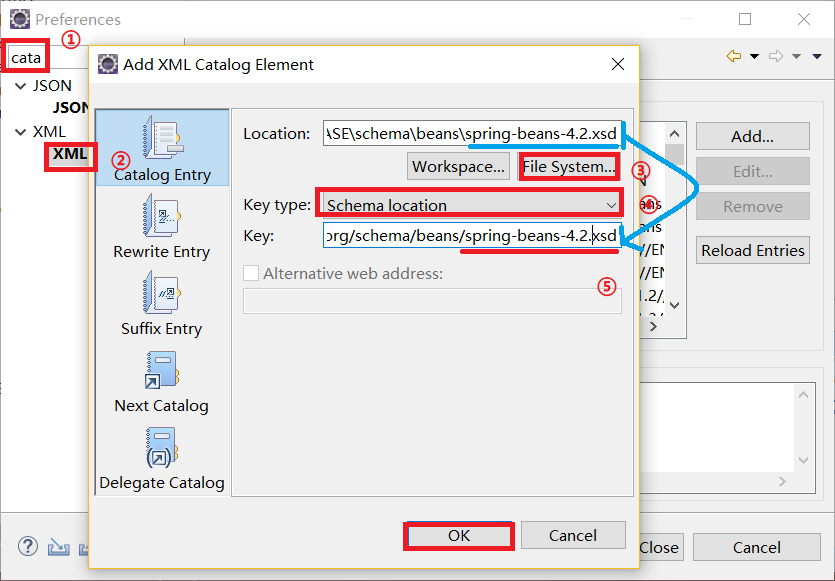 Preferences
①
cata
JSON
JSON
XML
XML
②
Add XML Catalog Element
Catalog Entry
Rewrite Entry
Suffix Entry
Next Catalog
Delegate Catalog
Location: ASE\schema\beans\spring-beans-4.2.xsd
Workspace... File System...
③
Key type: Schema location
④
Key: org/schema/beans/spring-beans-4.2.xsd
Alternative web address:
⑤
OK Cancel
Add...
Edit...
Remove
Reload Entries
ans
ans
//EN
//EN
1.2//
Close Cancel